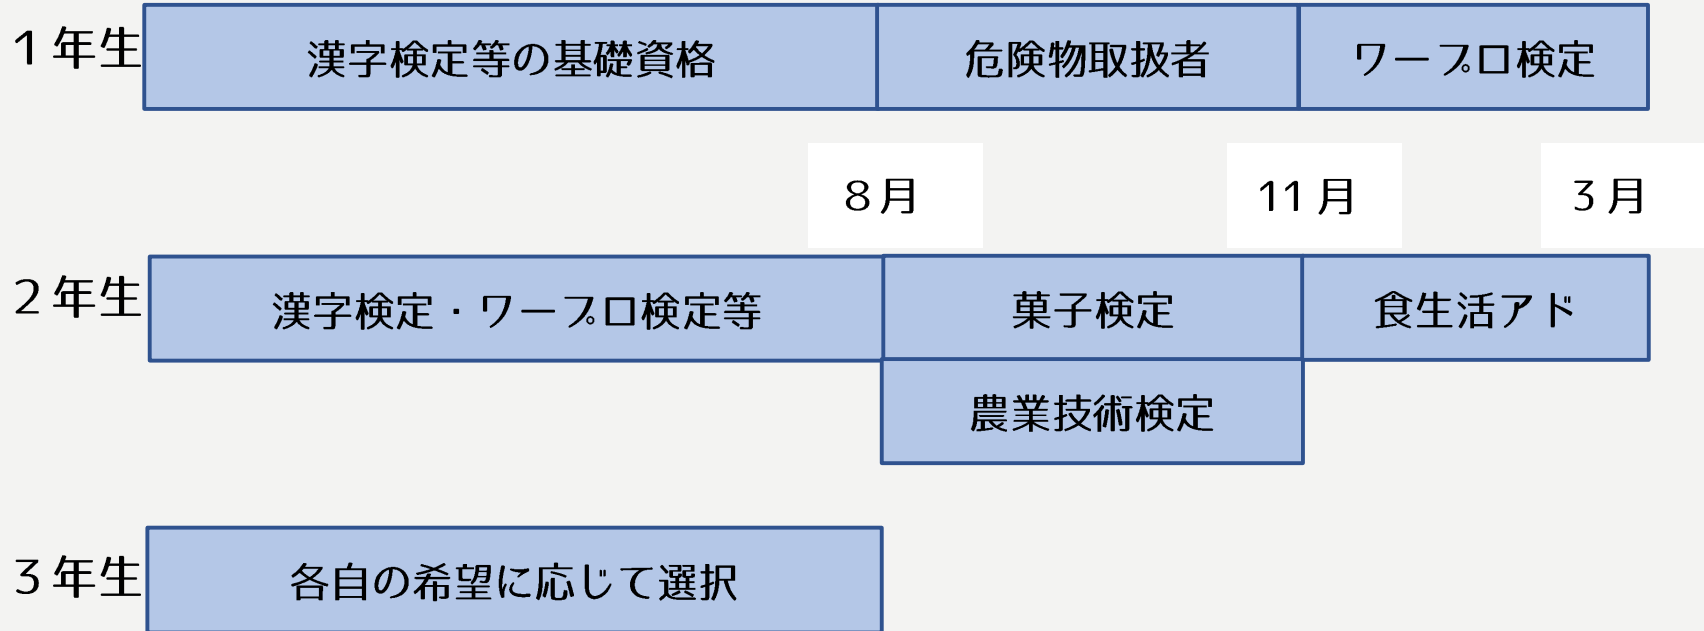 1年生
漢字検定等の基礎資格
危険物取扱者
ワープロ検定
8月
11月
3月
2年生
漢字検定・ワープロ検定等
菓子検定
食生活アド
農業技術検定
3年生
各自の希望に応じて選択